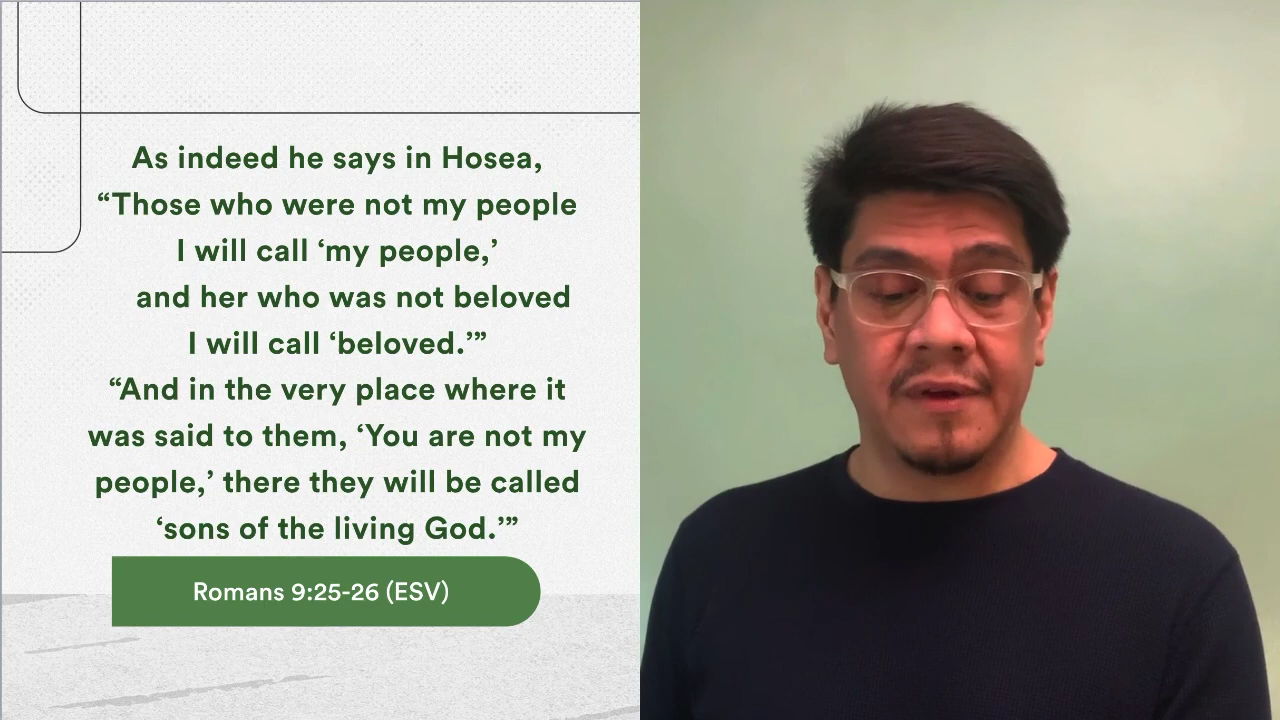 As indeed he says in Hosea,
“Those who were not my people
I will call ‘my people,’
and her who was not beloved
I will call ‘beloved.’”
“And in the very place where it
was said to them, ‘You are not my
people,’ there they will be called
‘sons of the living God.’”
Romans 9:25-26 (ESV)